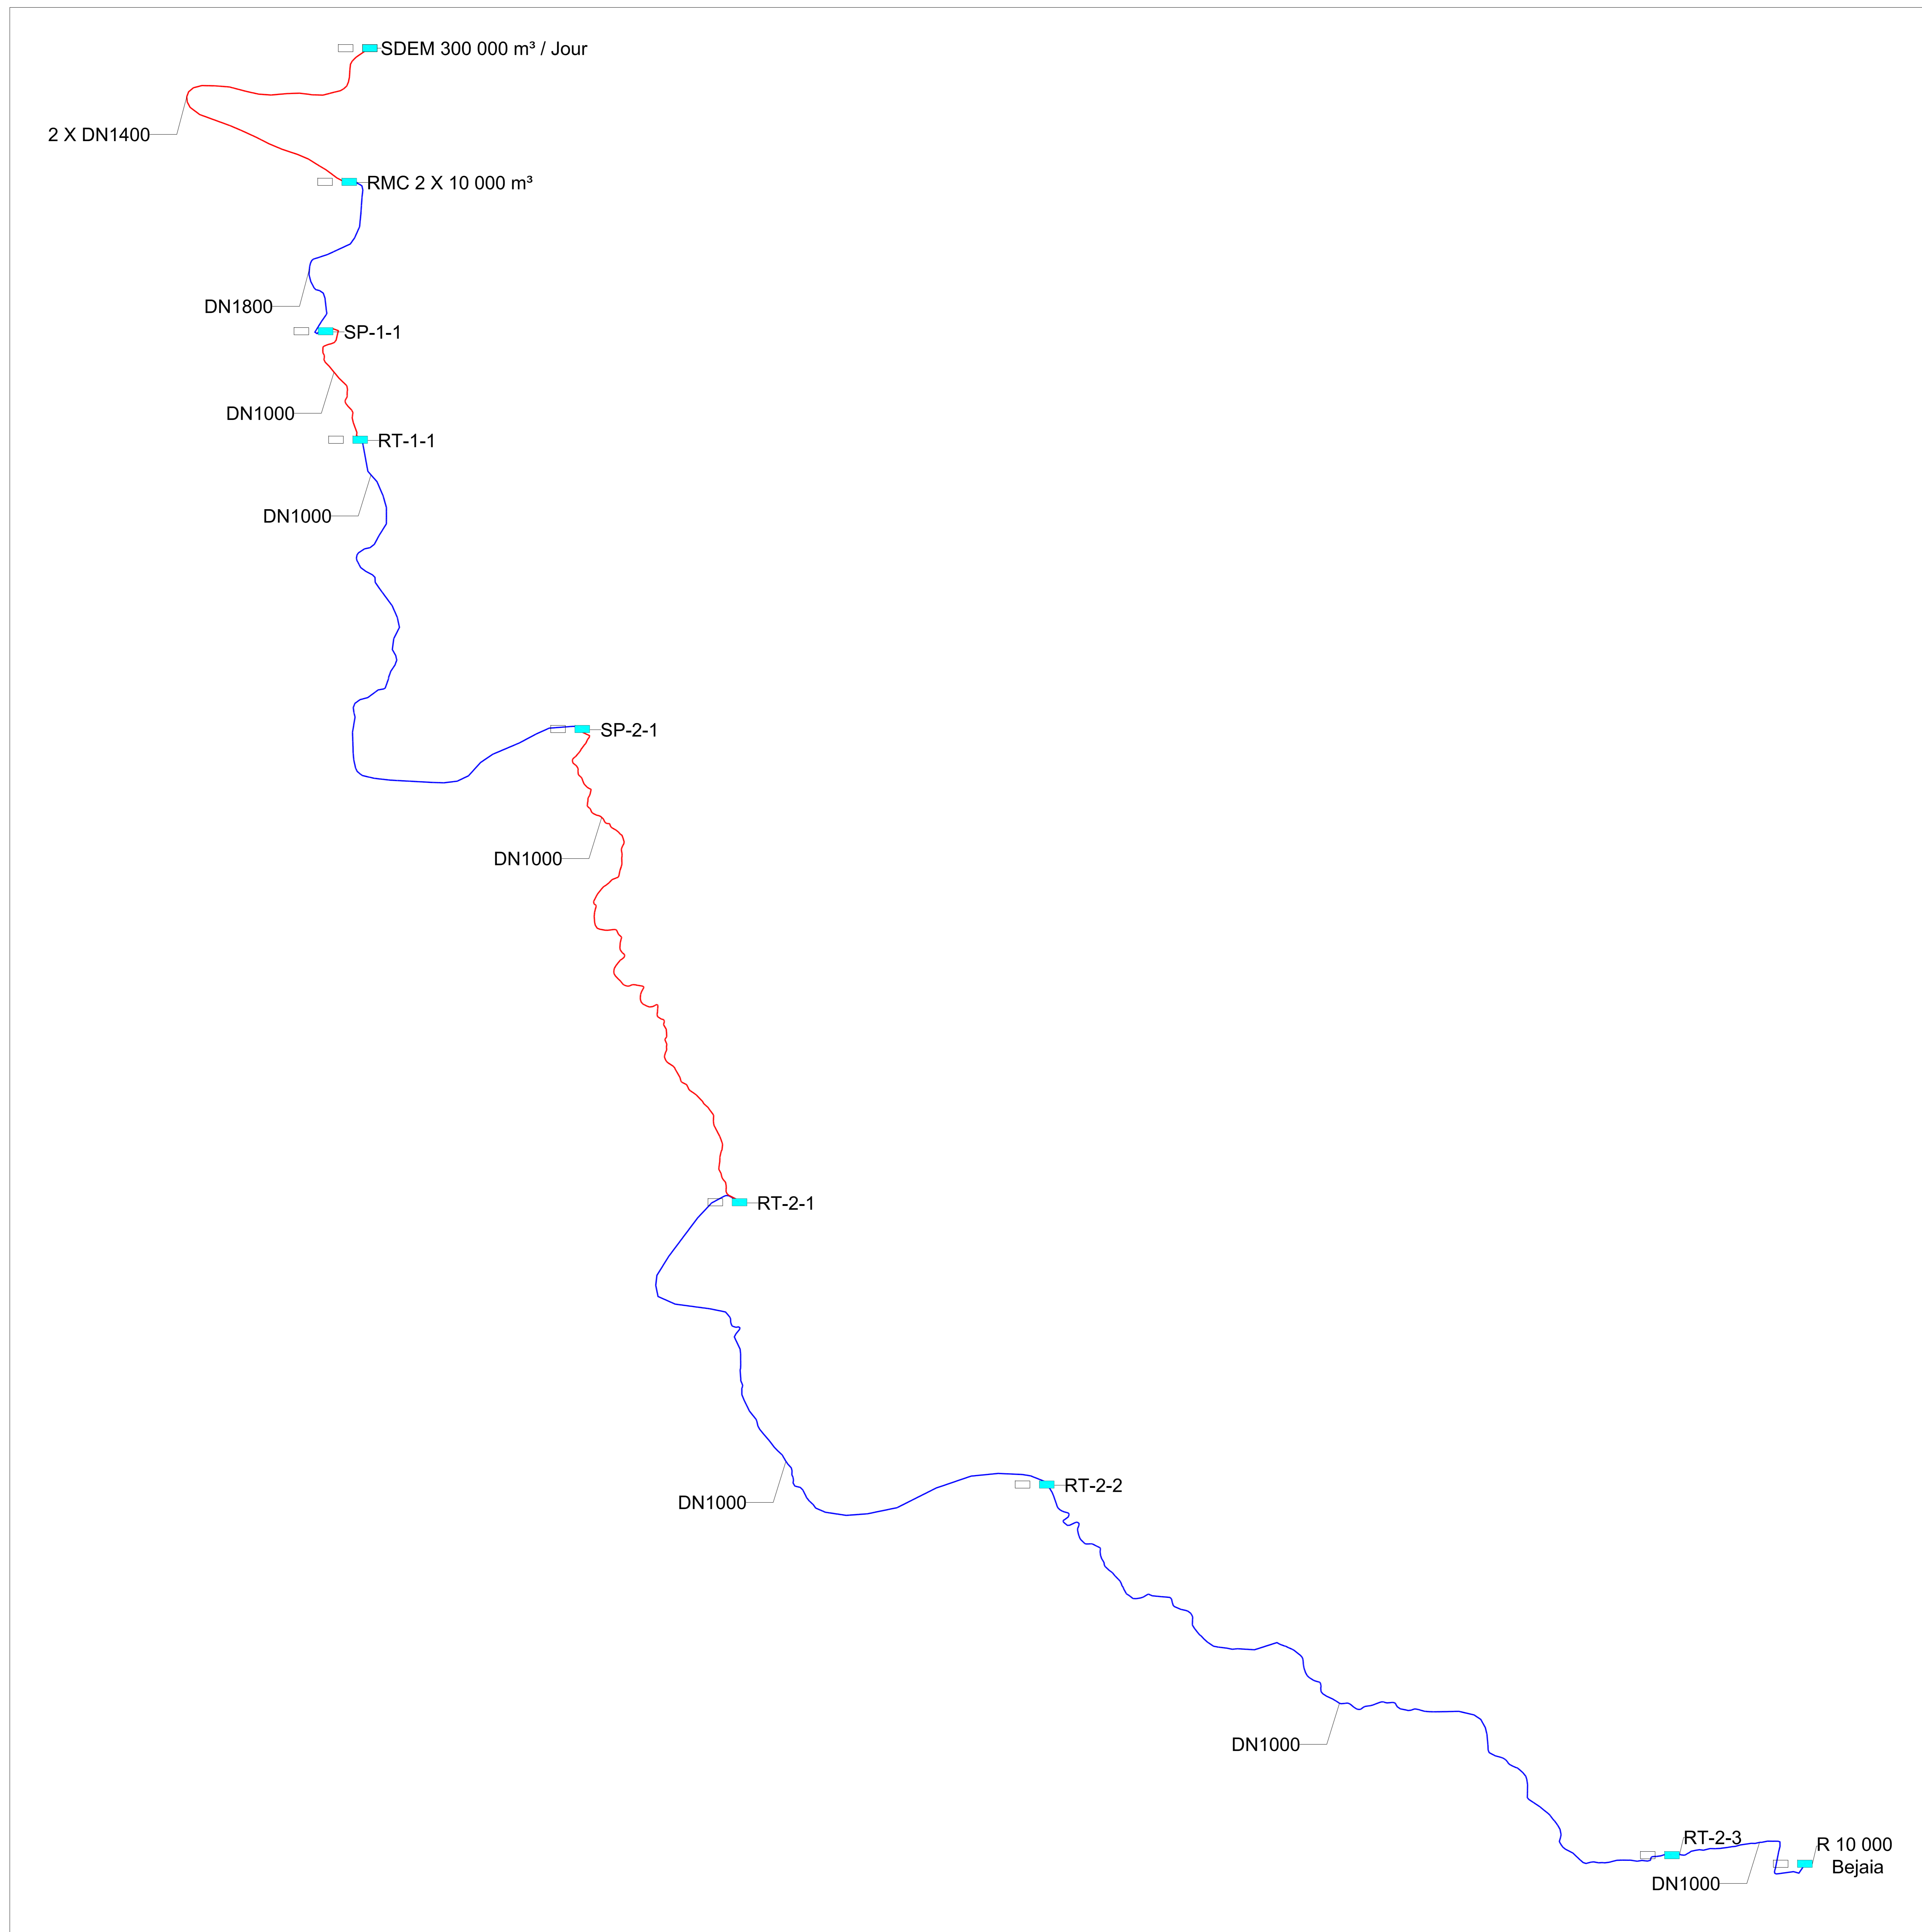 SDEM 300 000 m³ / Jour
2 X DN1400
RMC 2 X 10 000 m³
DN1800
SP-1-1
DN1000
RT-1-1
DN1000
SP-2-1
DN1000
RT-2-1
RT-2-2
DN1000
DN1000
RT-2-3
R 10 000
Bejaia
DN1000